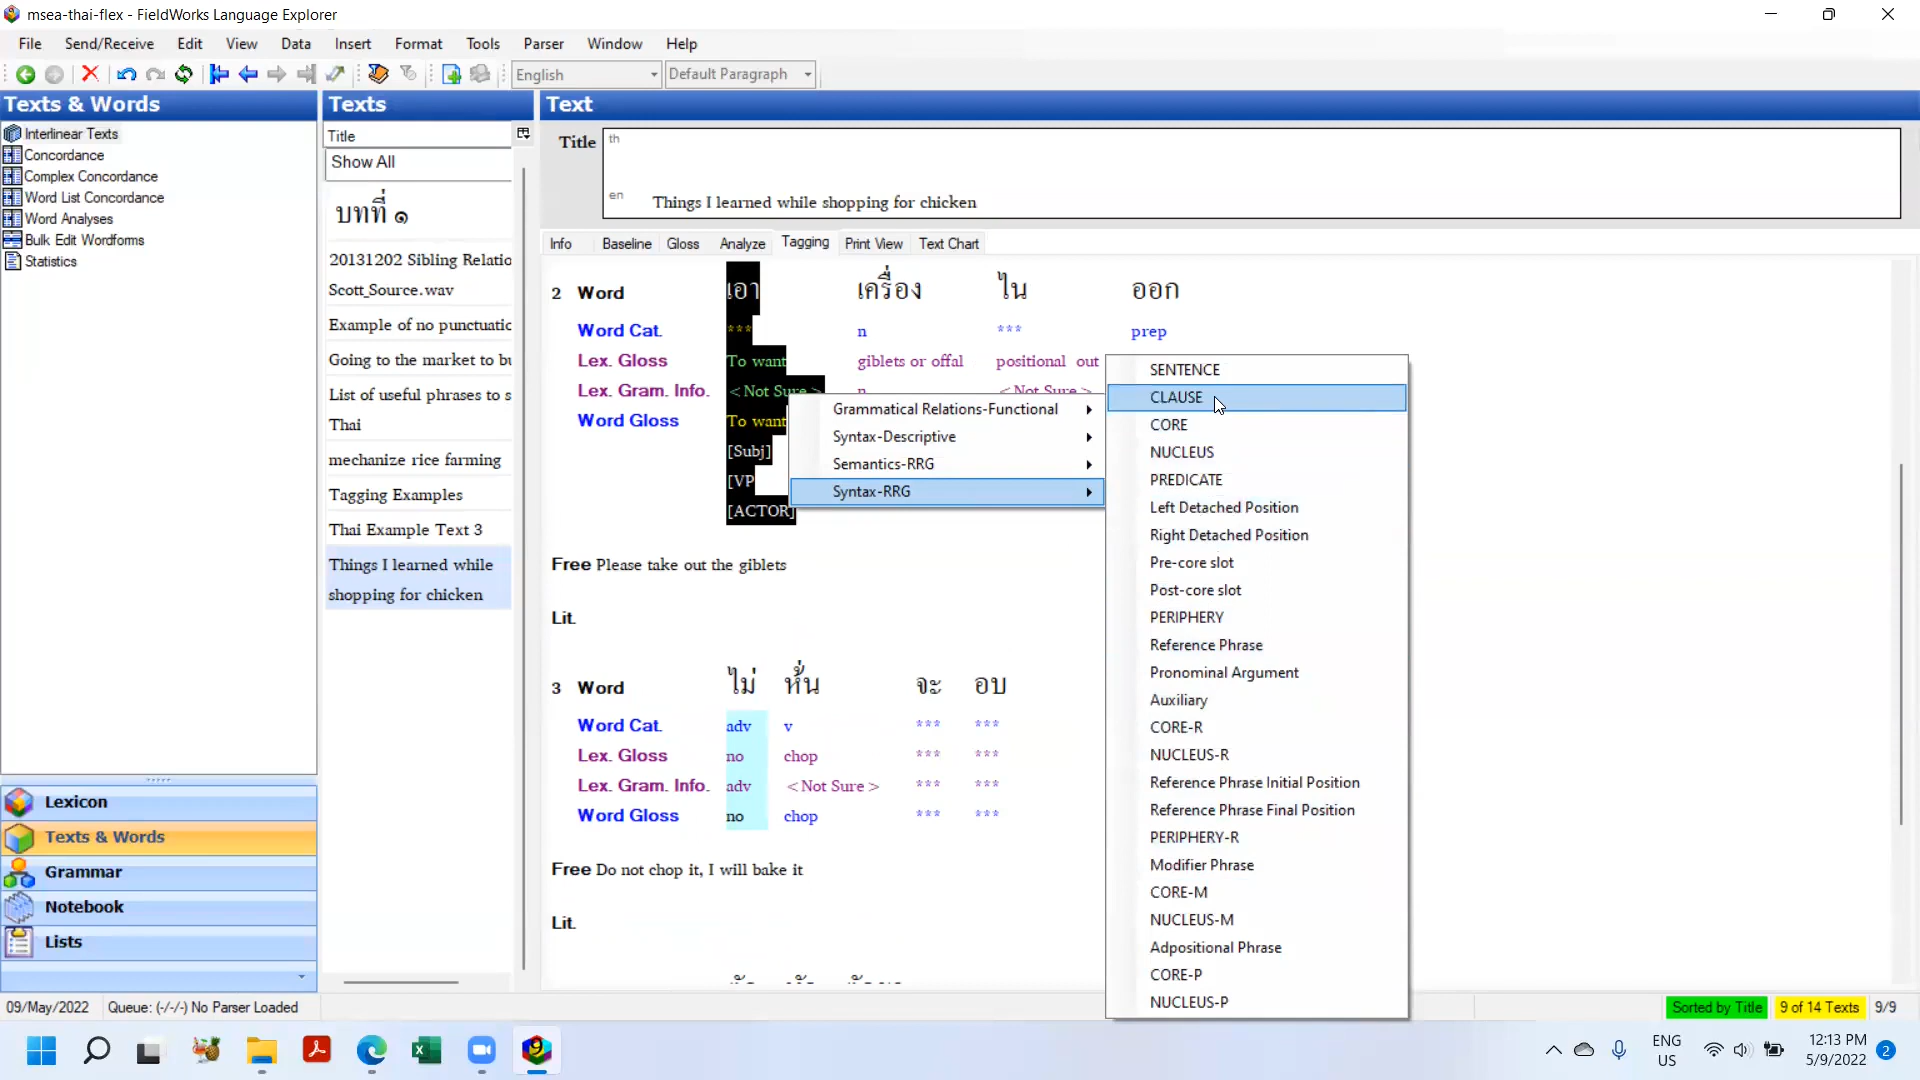 msea-thai-flex - FieldWorks Language Explorer
File Send/Receive Edit View Data Insert Format Tools Parser Window Help
English Default Paragraph
Texts & Words
Interlinear Texts
Concordance
Complex Concordance
Word List Concordance
Word Analyses
Bulk Edit Wordforms
Statistics
Lexicon
Texts & Words
Grammar
Notebook
Lists
Texts
Title
Show All
บทที่ ๑
20131202 Sibling Relatio
Scott_Source.wav
Example of no punctuatic
Going to the market to bu
List of useful phrases to s
Thai
mechanize rice farming
Tagging Examples
Thai Example Text 3
Things I learned while
shopping for chicken
Text
Title th
en Things I learned while shopping for chicken
Info Baseline Gloss Analyze Tagging Print View Text Chart
2 Word เอา เครื่อง ใน ออก
Word Cat. *** n *** prep
Lex. Gloss To want giblets or offal positional out
Lex. Gram. Info. <Not Sure> n <Not Sure>
Word Gloss To want
[Subj]
[VP
[ACTOR]
Free Please take out the giblets
Lit.
3 Word ไม่ หั่น จะ อบ
Word Cat. adv v *** ***
Lex. Gloss no chop *** ***
Lex. Gram. Info. adv <Not Sure> *** ***
Word Gloss no chop *** ***
Free Do not chop it, I will bake it
Lit.
Grammatical Relations-Functional
Syntax-Descriptive
Semantics-RRG
Syntax-RRG
SENTENCE
CLAUSE
CORE
NUCLEUS
PREDICATE
Left Detached Position
Right Detached Position
Pre-core slot
Post-core slot
PERIPHERY
Reference Phrase
Pronominal Argument
Auxiliary
CORE-R
NUCLEUS-R
Reference Phrase Initial Position
Reference Phrase Final Position
PERIPHERY-R
Modifier Phrase
CORE-M
NUCLEUS-M
Adpositional Phrase
CORE-P
NUCLEUS-P
09/May/2022 Queue: (-/-/-) No Parser Loaded Sorted by Title 9 of 14 Texts 9/9
ENG
US
12:13 PM
5/9/2022
2